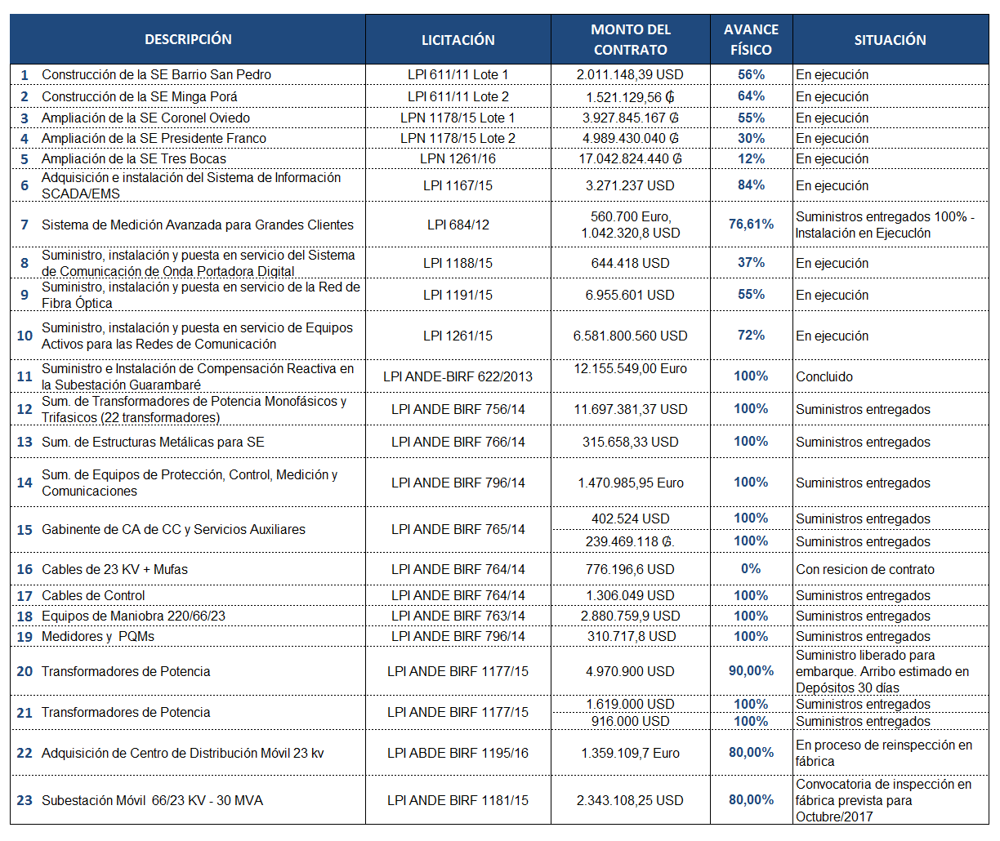 DESCRIPCIÓN LICITACIÓN MONTO DEL CONTRATO AVANCE FÍSICO SITUACIÓN
1 Construcción de la SE Barrio San Pedro LPI 611/11 Lote 1 2.011.148,39 USD 56% En ejecución
2 Construcción de la SE Minga Porá LPI 611/11 Lote 2 1.521.129,56 ₲ 64% En ejecución
3 Ampliación de la SE Coronel Oviedo LPN 1178/15 Lote 1 3.927.845.167 ₲ 55% En ejecución
4 Ampliación de la SE Presidente Franco LPN 1178/15 Lote 2 4.989.430.040 ₲ 30% En ejecución
5 Ampliación de la SE Tres Bocas LPN 1261/16 17.042.824.440 ₲ 12% En ejecución
6 Adquisición e instalación del Sistema de Información
SCADA/EMS LPI 1167/15 3.271.237 USD 84% En ejecución
7 Sistema de Medición Avanzada para Grandes Clientes LPI 684/12 560.700 Euro,
1.042.320,8 USD 76,61% Suministros entregados 100% -
Instalación en Ejecuclón
8 Suministro, instalación y puesta en servicio del Sistema
de Comunicación de Onda Portadora Digital LPI 1188/15 644.418 USD 37% En ejecución
9 Suministro, instalación y puesta en servicio de la Red de
Fibra Óptica LPI 1191/15 6.955.601 USD 55% En ejecución
10 Suministro, instalación y puesta en servicio de Equipos
Activos para las Redes de Comunicación LPI 1261/15 6.581.800.560 USD 72% En ejecución
11 Suministro e Instalación de Compensación Reactiva en
la Subestación Guarambaré LPI ANDE-BIRF 622/2013 12.155.549,00 Euro 100% Concluido
12 Sum. de Transformadores de Potencia Monofásicos y
Trifasicos (22 transformadores) LPI ANDE BIRF 756/14 11.697.381,37 USD 100% Suministros entregados
13 Sum. de Estructuras Metálicas para SE LPI ANDE BIRF 766/14 315.658,33 USD 100% Suministros entregados
14 Sum. de Equipos de Protección, Control, Medición y
Comunicaciones LPI ANDE BIRF 796/14 1.470.985,95 Euro 100% Suministros entregados
15 Gabinente de CA de CC y Servicios Auxiliares LPI ANDE BIRF 765/14 402.524 USD 100% Suministros entregados
239.469.118 ₲. 100% Suministros entregados
16 Cables de 23 KV + Mufas LPI ANDE BIRF 764/14 776.196,6 USD 0% Con resicion de contrato
17 Cables de Control LPI ANDE BIRF 764/14 1.306.049 USD 100% Suministros entregados
18 Equipos de Maniobra 220/66/23 LPI ANDE BIRF 763/14 2.880.759,9 USD 100% Suministros entregados
19 Medidores y PQMs LPI ANDE BIRF 796/14 310.717,8 USD 100% Suministros entregados
20 Transformadores de Potencia LPI ANDE BIRF 1177/15 4.970.900 USD 90,00% Suministro liberado para
embarque. Arribo estimado en
Depósitos 30 días
21 Transformadores de Potencia LPI ANDE BIRF 1177/15 1.619.000 USD 100% Suministros entregados
916.000 USD 100% Suministros entregados
22 Adquisición de Centro de Distribución Móvil 23 kv LPI ABDE BIRF 1195/16 1.359.109,7 Euro 80,00% En proceso de reinspección en
fábrica
23 Subestación Móvil 66/23 KV - 30 MVA LPI ANDE BIRF 1181/15 2.343.108,25 USD 80,00% Convocatoria de inspección en
fábrica prevista para
Octubre/2017